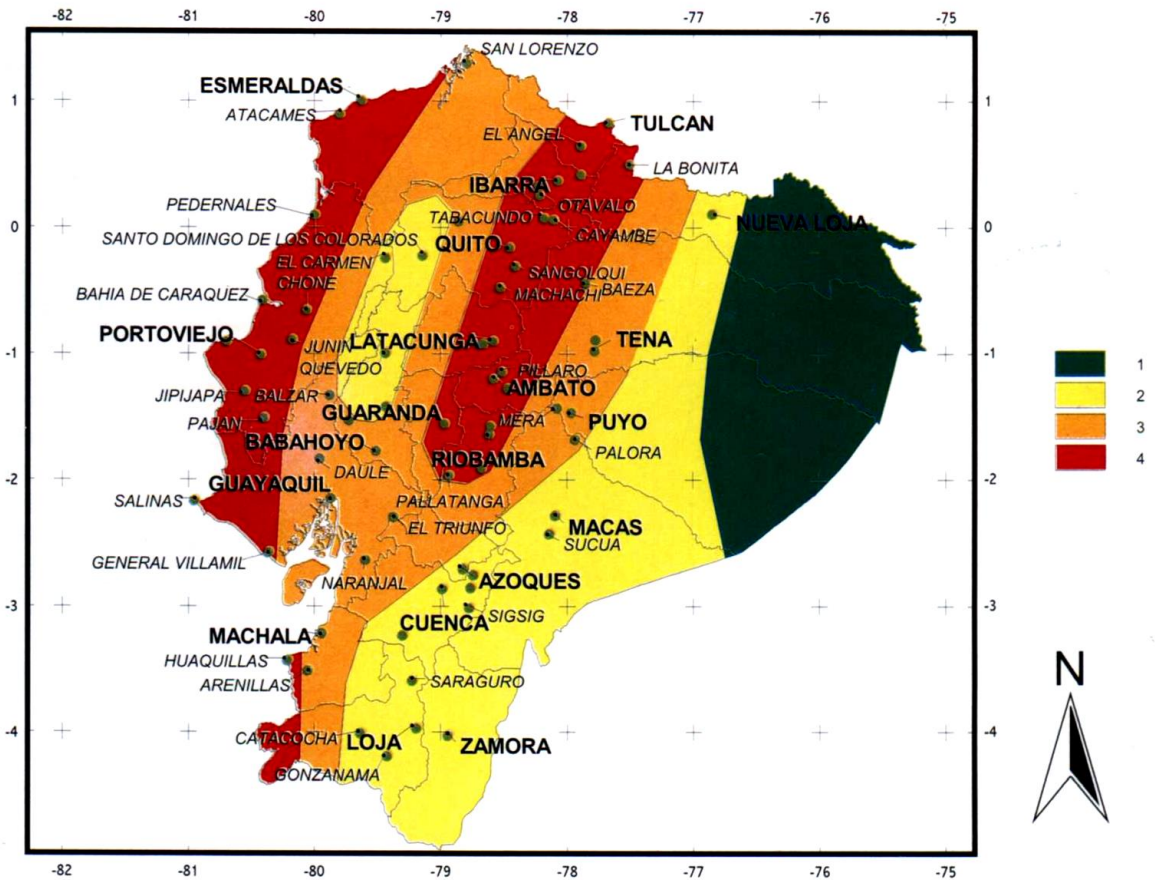 -82 -81 -80 -79 -78 -77 -76 -75
SAN LORENZO
ESMERALDAS
1 1
ATACAMES
TULCAN
EL ANGEL
LA BONITA
IBARRA
PEDERNALES
OTAVALO
TABACUNDO
0 0
NUEVA LOJA
CAYAMBE
SANTO DOMINGO DE LOS COLORADOS
QUITO
EL CARMEN
SANGOLQUI
CHONE
BAEZA
BAHIA DE CARAQUEZ
MACHACHI
PORTOVIEJO
LATACUNGA
TENA
JUNIN
-1 -1
1
QUEVEDO
PILLARO
AMBATO
JIPIJAPA
BALZAR
2
GUARANDA
PAJAN
MERA
PUYO
3
BABAHOYO
PALORA
RIOBAMBA
4
DAULE
-2 -2
GUAYAQUIL
SALINAS
PALLATANGA
EL TRIUNFO
MACAS
SUCUA
GENERAL VILLAMIL
NARANJAL
AZOQUES
-3 -3
SIGSIG
CUENCA
MACHALA
HUAQUILLAS
N
ARENILLAS
SARAGURO
-4 -4
CATACOCHA
LOJA
ZAMORA
GONZANAMA
-82 -81 -80 -79 -78 -77 -76 -75